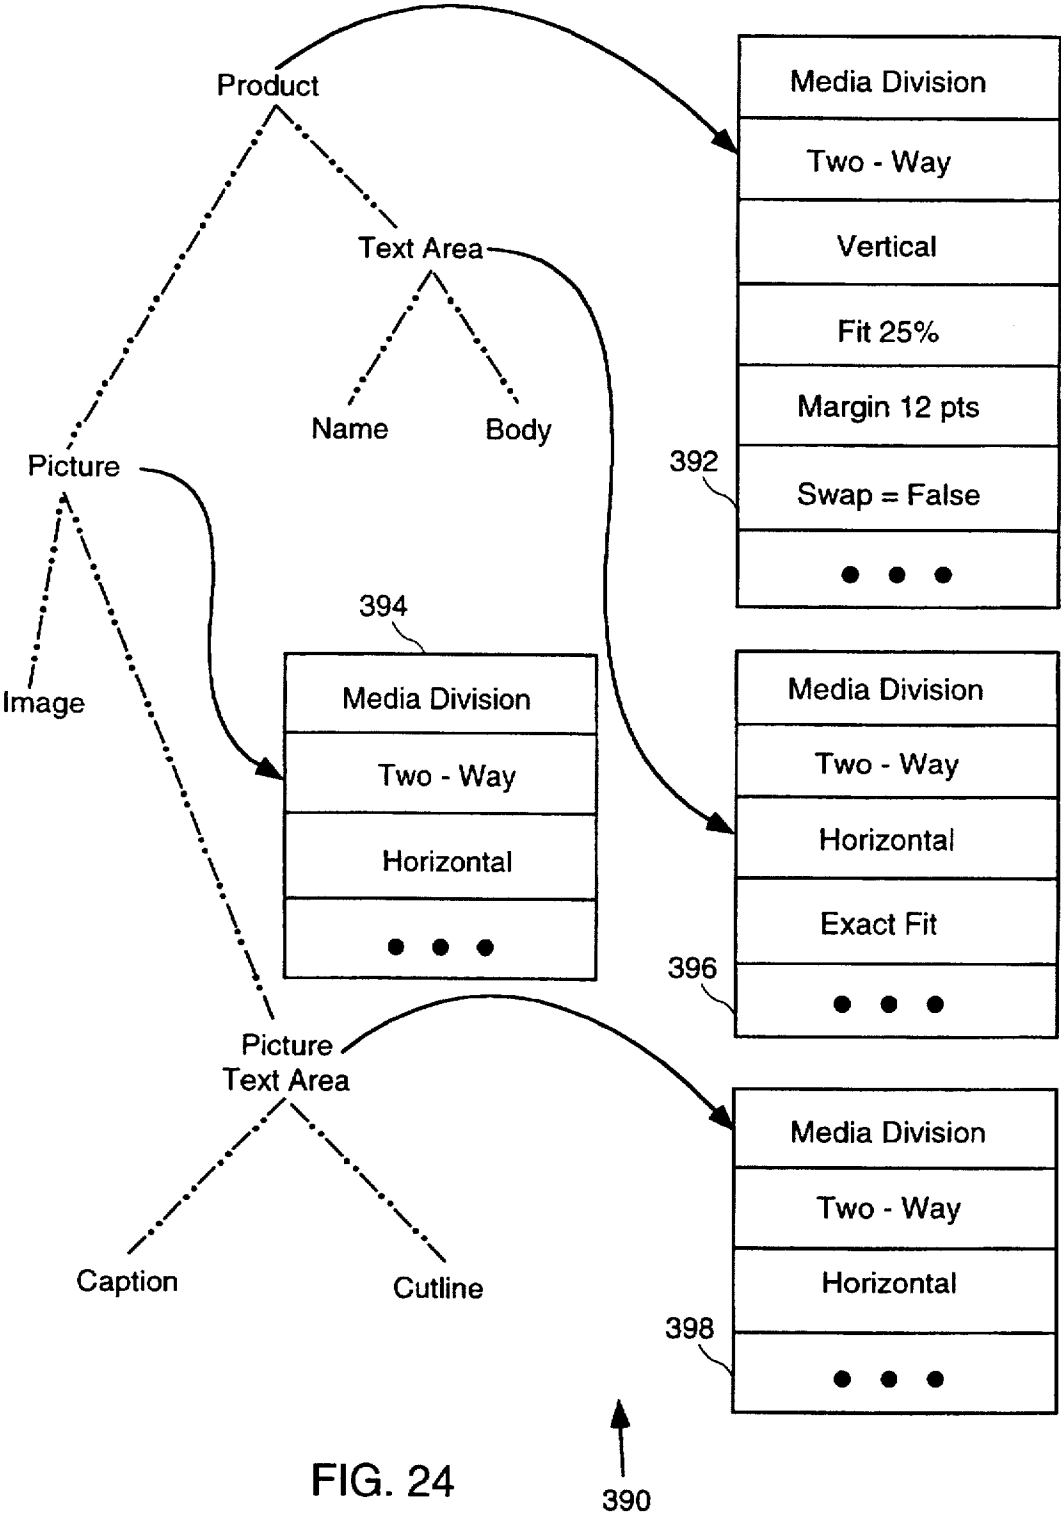 Product
Text Area
Name
Body
Picture
Image
Picture
Text Area
Caption
Cutline
Media Division
Two - Way
Vertical
Fit 25%
Margin 12 pts
Swap = False
392
394
Media Division
Two - Way
Horizontal
Media Division
Two - Way
Horizontal
Exact Fit
396
Media Division
Two - Way
Horizontal
398
FIG. 24
390